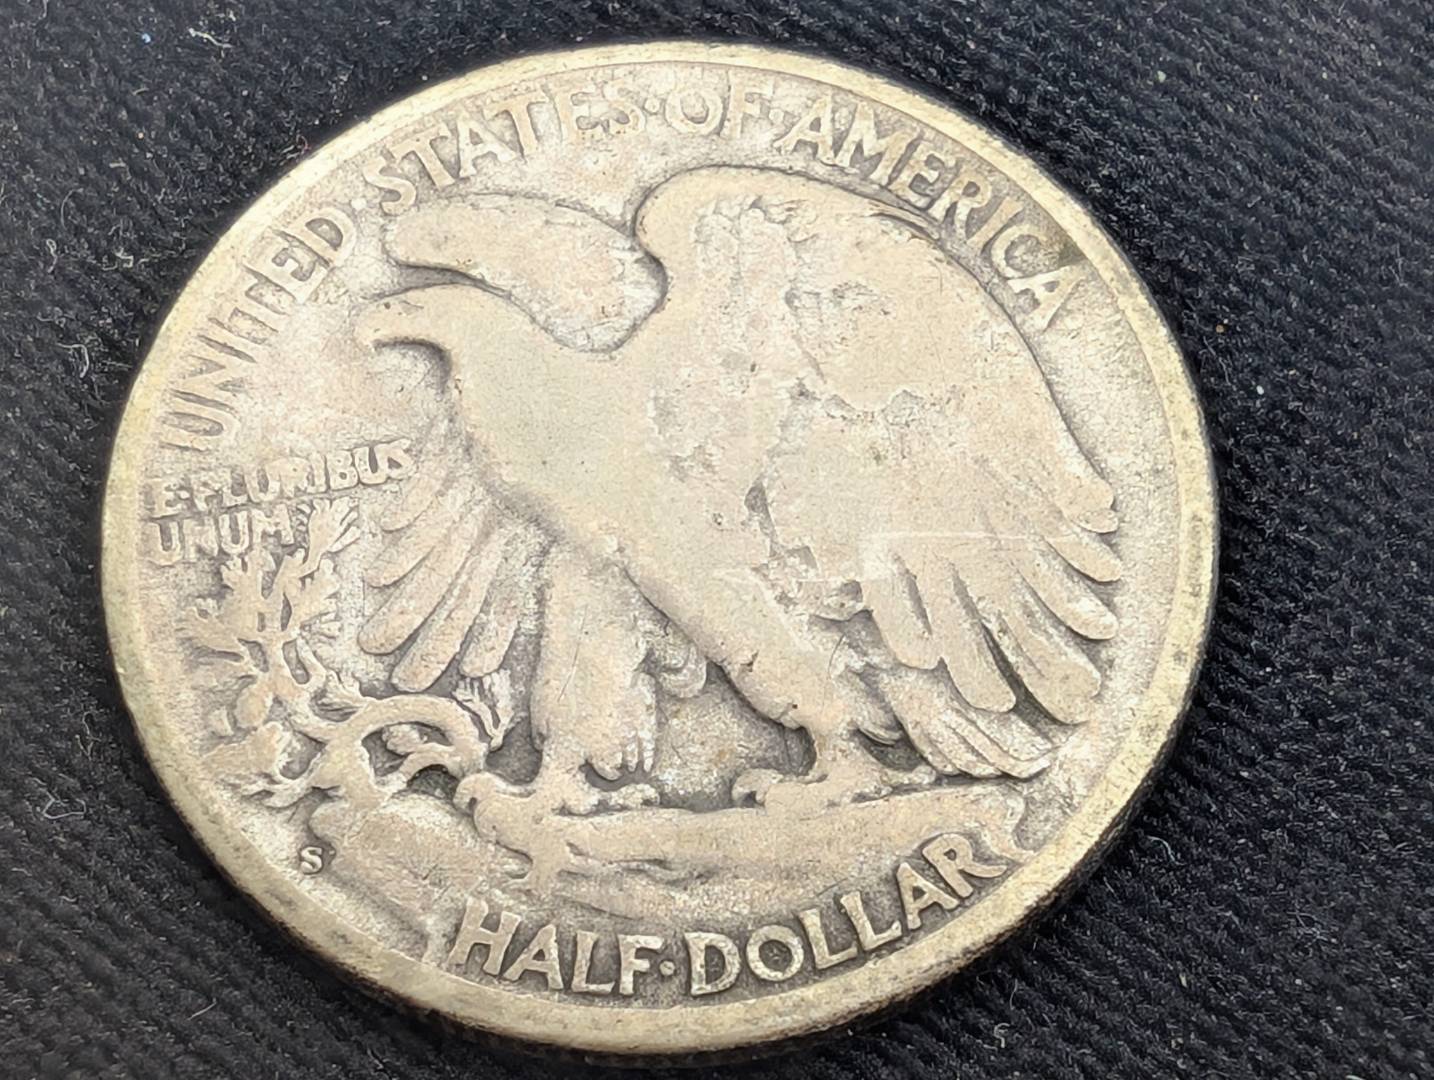 UNITED·STATES·OF·AMERICA
E·PLURIBUS
UNUM
S
HALF·DOLLAR